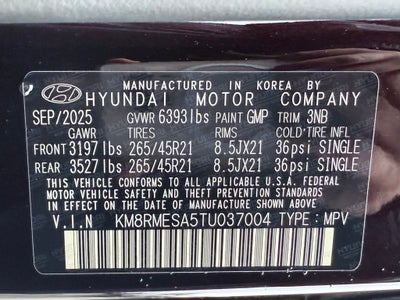 MANUFACTURED IN KOREA BY
HYUNDAI MOTOR COMPANY
SEP/2025 GVWR 6393lbs PAINT GMP TRIM 3NB
GAWR TIRES RIMS COLD TIRE INFL
FRONT 3197lbs 265/45R21 8.5JX21 36psi SINGLE
REAR 3527lbs 265/45R21 8.5JX21 36psi SINGLE
THIS VEHICLE CONFORMS TO ALL APPLICABLE U.S.A. FEDERAL
MOTOR VEHICLE SAFETY AND THEFT PREVENTION STANDARDS
IN EFFECT ON THE DATE OF MANUFACTURE SHOWN ABOVE.
V.I.N KM8RMESA5TU037004 TYPE : MPV